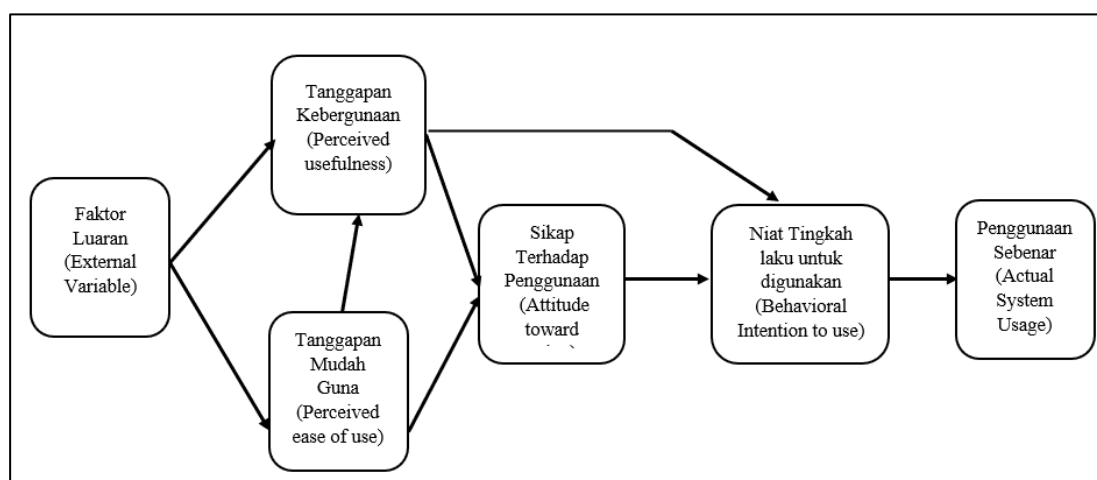 Faktor
Luaran
(External
Variable)
Tanggapan
Kebergunaan
(Perceived
usefulness)
Tanggapan
Mudah
Guna
(Perceived
ease of use)
Sikap
Terhadap
Penggunaan
(Attitude
toward
Niat Tingkah
laku untuk
digunakan
(Behavioral
Intention to use)
Penggunaan
Sebenar
(Actual
System
Usage)